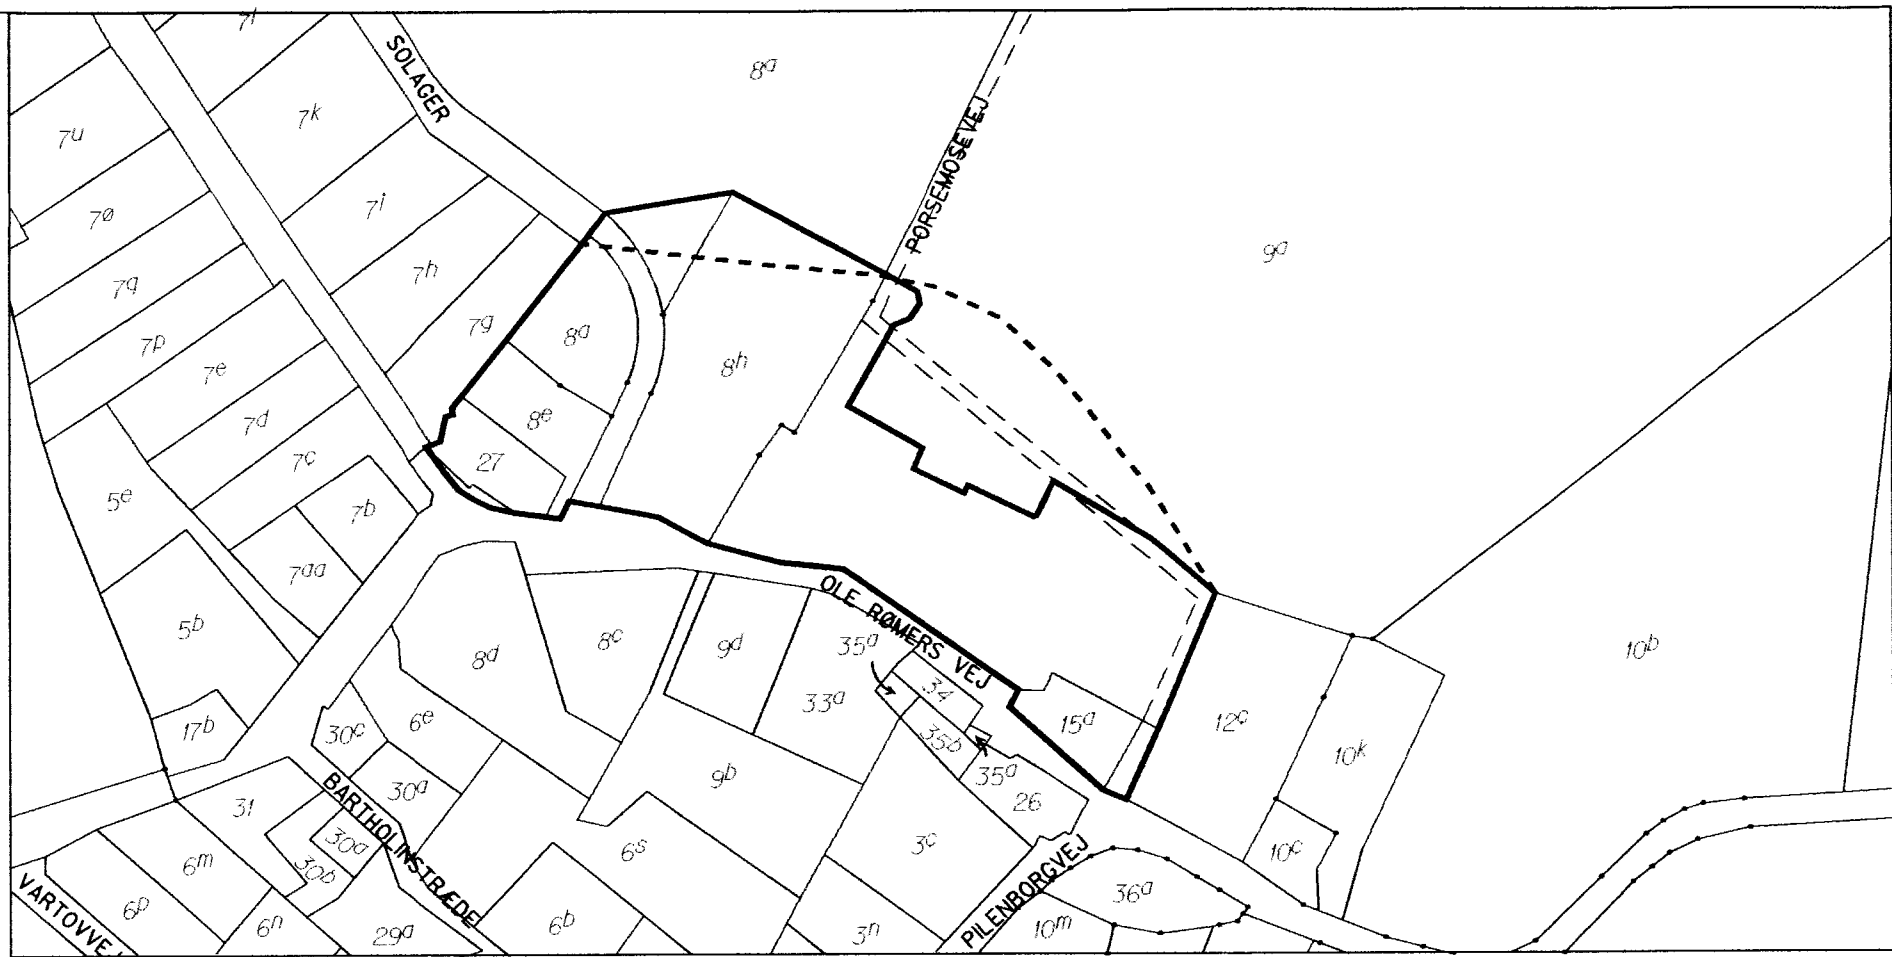 7l
8a
SOLAGER
7k
7u
PORSEMOSEVEJ
7i
7ø
9a
7h
7q
7g
8a
7p
8h
7e
7d
8e
7c
27
5e
7b
7aa
OLE RØMERS VEJ
5b
8d
8c
9d
35a
34
33a
10b
12c
15a
17b
6e
30c
35b
10k
9b
35a
30a
26
31
BARTHOLINSTRÆDE
30a
30b
6s
3c
10c
6m
PILENBORGVEJ
36a
VARTOVVEJ
6p
6n
29a
6b
3n
10m